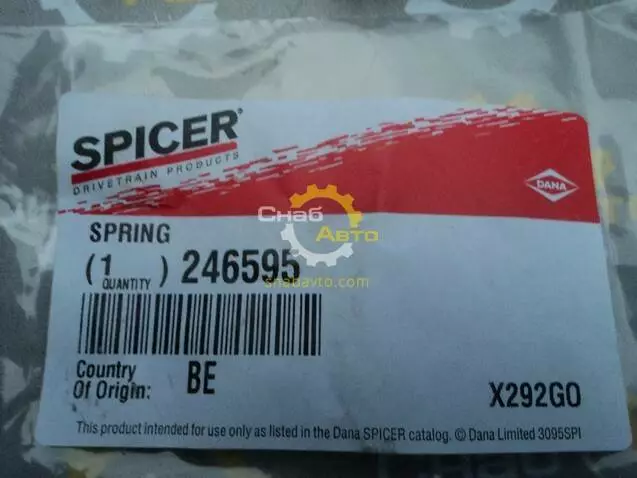 SPICER®
DRIVETRAIN PRODUCTS
DANA
Снаб
Авто
SPRING
(1) 246595
QUANTITY
snabavto.com
Country
Of Origin: BE
X292GO
This product intended for use only as listed in the Dana SPICER catalog. © Dana Limited 3095SPI